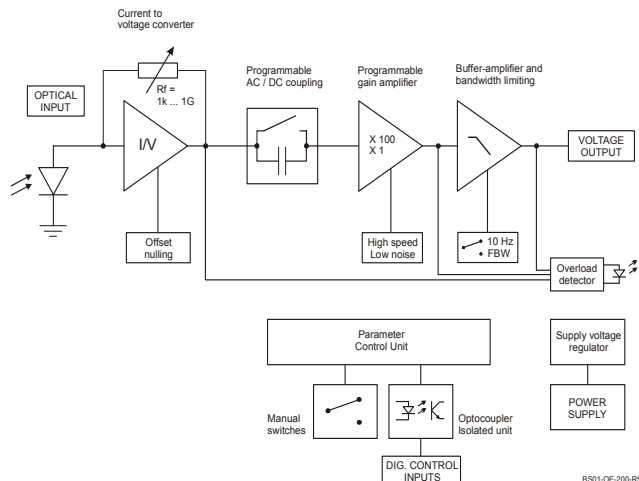 Current to
voltage converter
Rf =
1k ... 1G
OPTICAL
INPUT
I/V
Offset
nulling
Programmable
AC / DC coupling
Programmable
gain amplifier
X 100
X 1
High speed
Low noise
Buffer-amplifier and
bandwidth limiting
10 Hz
FBW
VOLTAGE
OUTPUT
Overload
detector
Parameter
Control Unit
Manual
switches
Optocoupler
Isolated unit
DIG. CONTROL
INPUTS
Supply voltage
regulator
POWER
SUPPLY